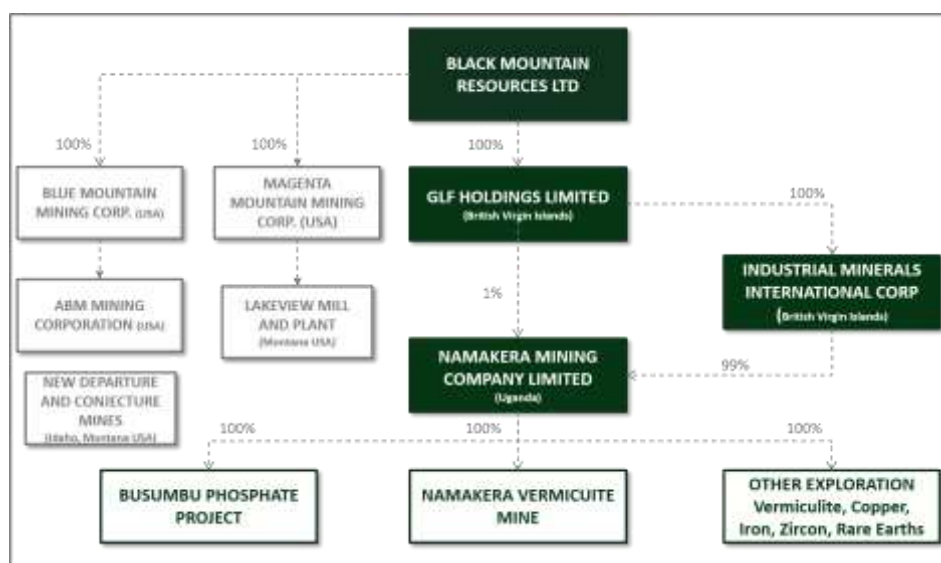 BLACK MOUNTAIN
RESOURCES LTD
100%
100%
100%
BLUE MOUNTAIN
MINING CORP. (USA)
MAGENTA
MOUNTAIN MINING
CORP. (USA)
GLF HOLDINGS LIMITED
(British Virgin Islands)
100%
ABM MINING
CORPORATION (USA)
LAKEVIEW MILL
AND PLANT
(Montana USA)
1%
INDUSTRIAL MINERALS
INTERNATIONAL CORP
(British Virgin Islands)
NAMAKERA MINING
COMPANY LIMITED
(Uganda)
99%
NEW DEPARTURE
AND CONJECTURE
MINES
(Idaho, Montana USA)
100%
100%
100%
BUSUMBU PHOSPHATE
PROJECT
NAMAKERA VERMICUITE
MINE
OTHER EXPLORATION
Vermiculite, Copper,
Iron, Zircon, Rare Earths